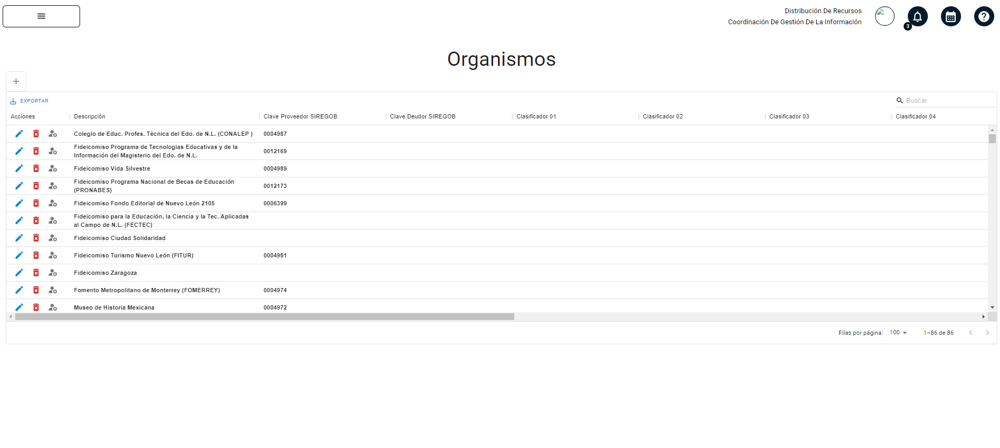 Distribución De Recursos
Coordinación De Gestión De La Información
3
Organismos
EXPORTAR
Buscar
Acciones Descripción Clave Proveedor SIREGOB Clave Deudor SIREGOB Clasificador 01 Clasificador 02 Clasificador 03 Clasificador 04
Colegio de Educ. Profes. Técnica del Edo. de N.L. (CONALEP ) 0004987
Fideicomiso Programa de Tecnologias Educativas y de la
Información del Magisterio del Edo. de N.L. 0012169
Fideicomiso Vida Silvestre 0004989
Fideicomiso Programa Nacional de Becas de Educación
(PRONABES) 0012173
Fideicomiso Fondo Editorial de Nuevo León 2105 0006399
Fideicomiso para la Educación, la Ciencia y la Tec. Aplicadas
al Campo de N.L. (FECTEC)
Fideicomiso Ciudad Solidaridad
Fideicomiso Turismo Nuevo León (FITUR) 0004981
Fideicomiso Zaragoza
Fomento Metropolitano de Monterrey (FOMERREY) 0004974
Museo de Historia Mexicana 0004972
Filas por página: 100 1–86 de 86